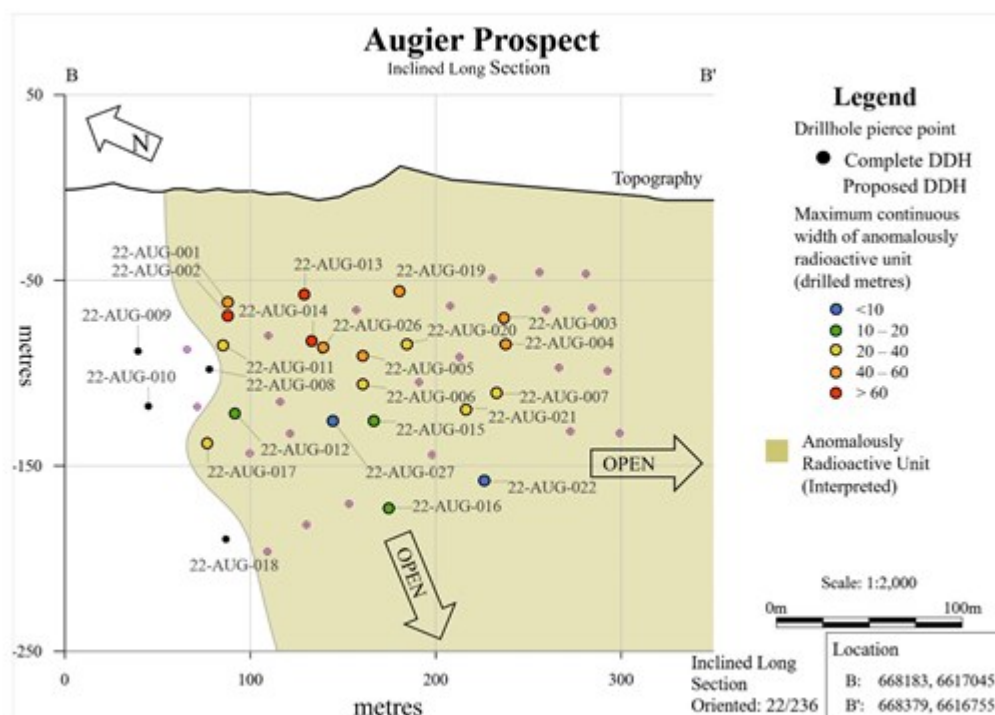 Augier Prospect
Inclined Long Section
B
B'
50
N
Topography
22-AUG-001
22-AUG-002
22-AUG-013
22-AUG-019
22-AUG-009
22-AUG-014
22-AUG-026
22-AUG-020
22-AUG-003
22-AUG-004
22-AUG-010
22-AUG-011
22-AUG-008
22-AUG-005
22-AUG-006
22-AUG-007
22-AUG-021
22-AUG-012
22-AUG-015
22-AUG-017
22-AUG-027
22-AUG-022
22-AUG-016
22-AUG-018
OPEN
OPEN
-50
-150
-250
metres
0
100
200
300
metres
Legend
Drillhole pierce point
Complete DDH
Proposed DDH
Maximum continuous
width of anomalously
radioactive unit
(drilled metres)
<10
10 – 20
20 – 40
40 – 60
> 60
Anomalously
Radioactive Unit
(Interpreted)
Scale: 1:2,000
0m
100m
Inclined Long
Section
Oriented: 22/236
Location
B: 668183, 6617045
B': 668379, 6616755